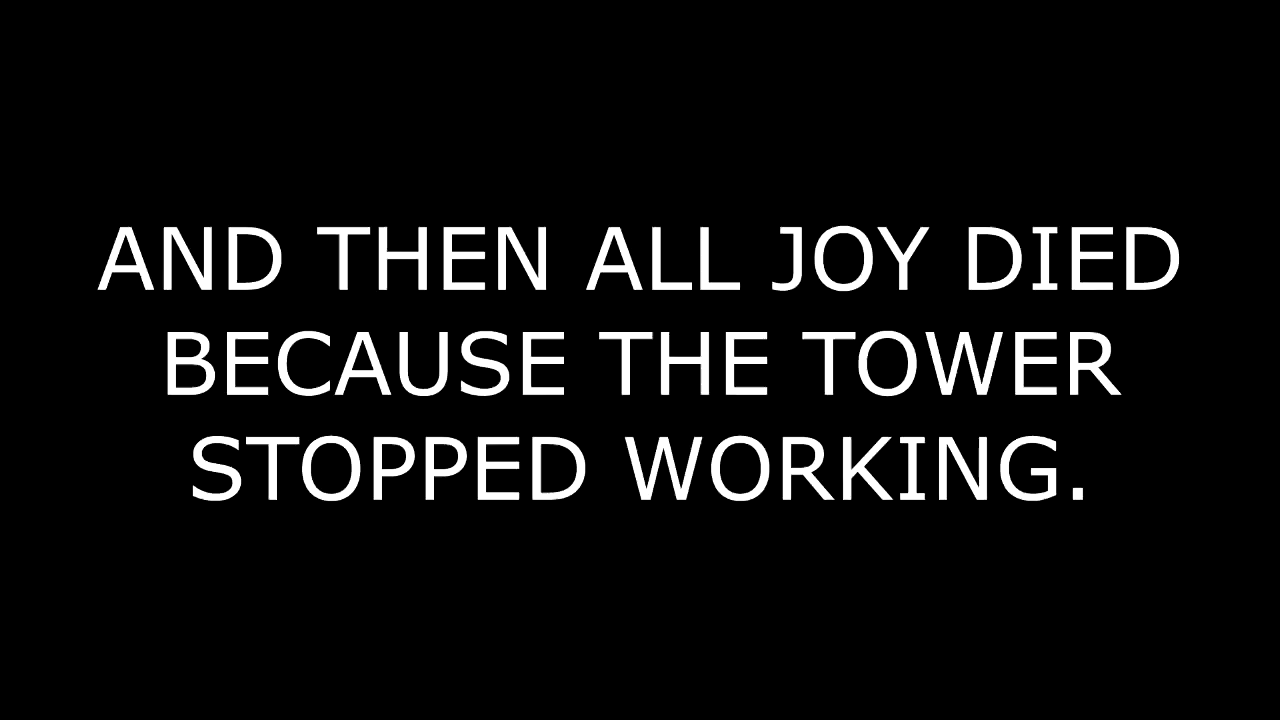 AND THEN ALL JOY DIED
BECAUSE THE TOWER
STOPPED WORKING.